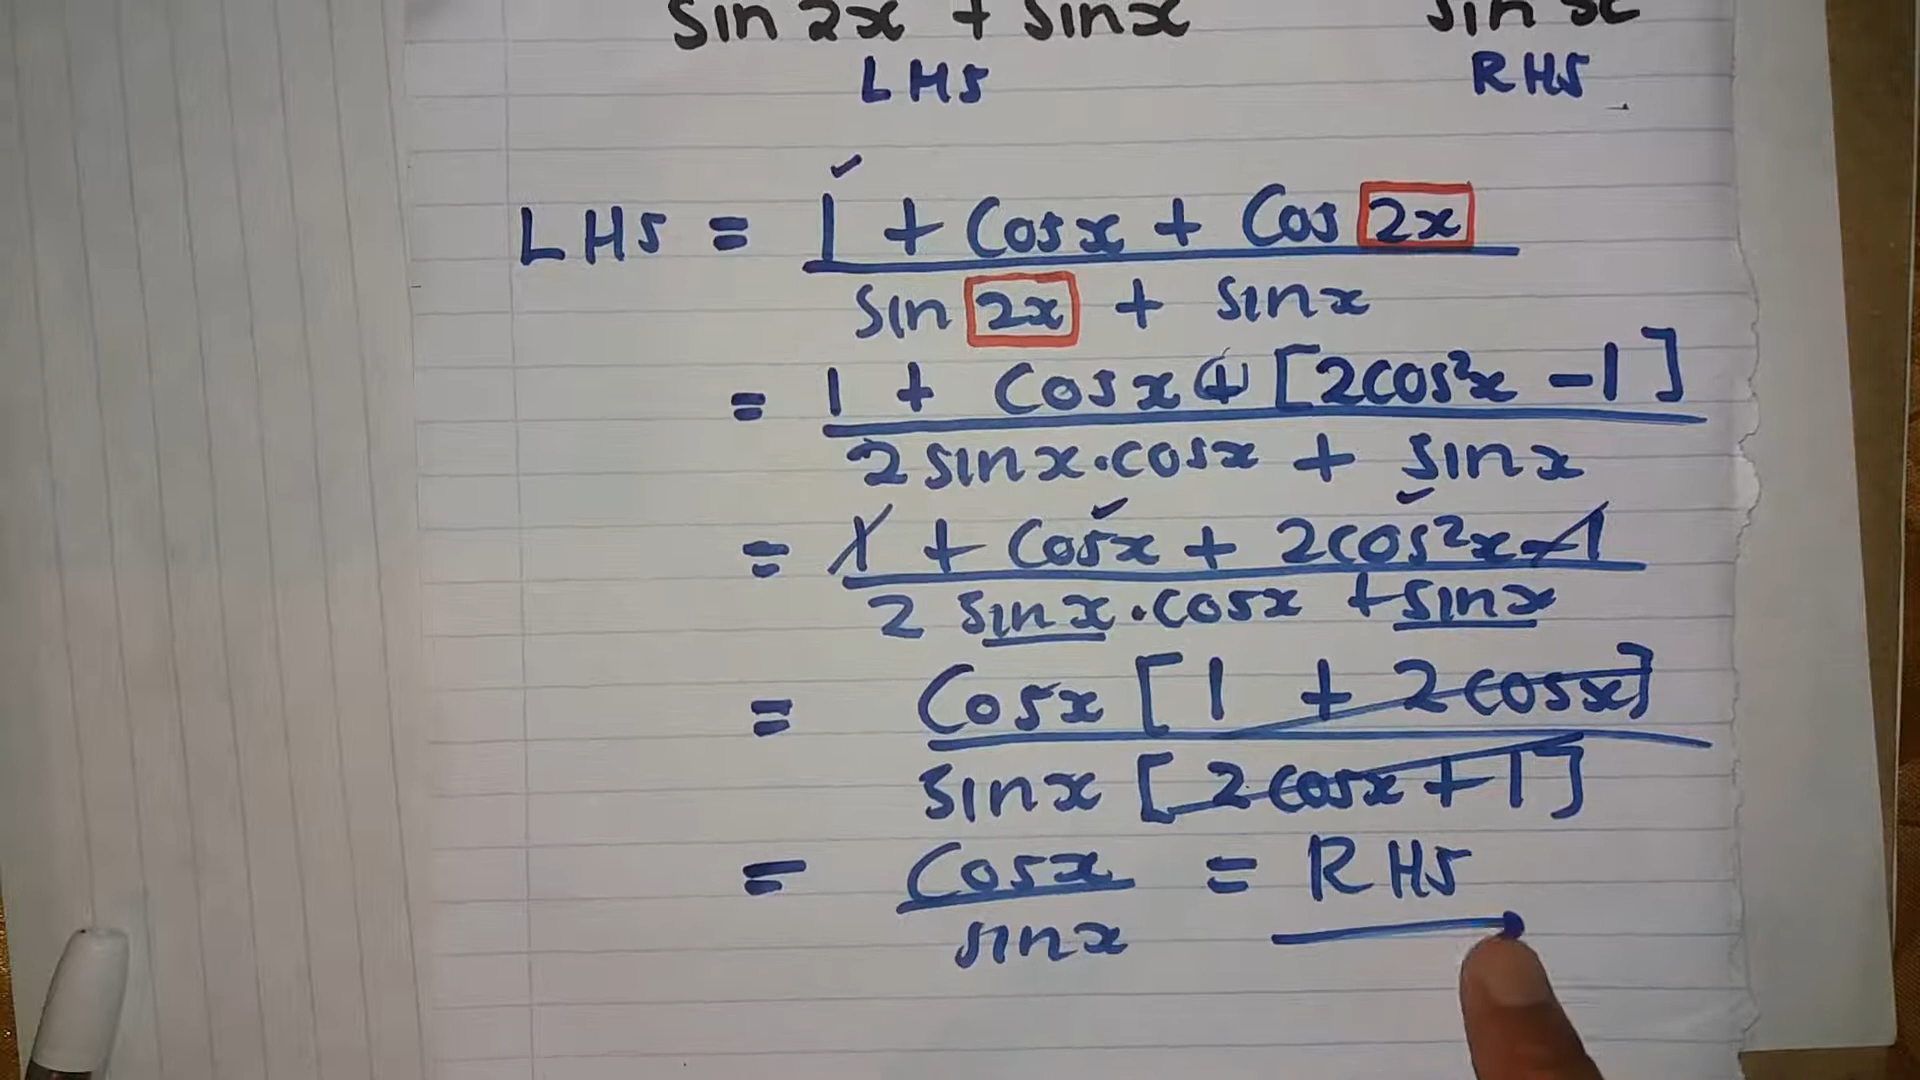 sin 2x + sin x sin x
LHS RHS
LHS = 1 + Cos x + Cos 2x
sin 2x + sin x
= 1 + Cos x + [2cos²x - 1]
2 sin x · cos x + sin x
= 1 + Cos x + 2cos²x - 1
2 sin x · cos x + sin x
= Cos x [1 + 2cos x]
sin x [2 cos x + 1]
= Cos x = RHS
sin x